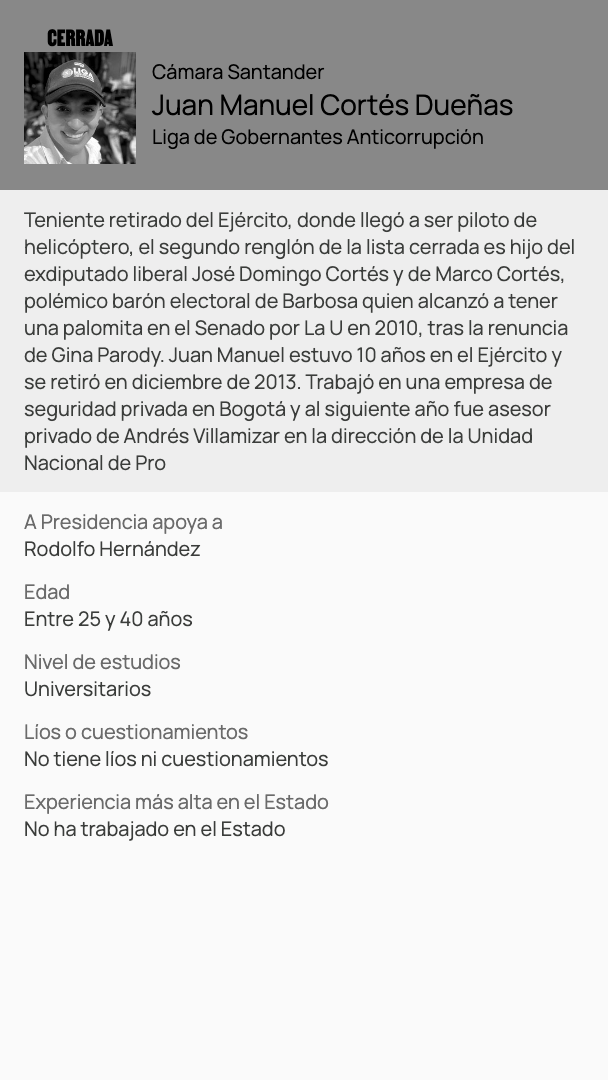 CERRADA
LIGA
Cámara Santander
Juan Manuel Cortés Dueñas
Liga de Gobernantes Anticorrupción
Teniente retirado del Ejército, donde llegó a ser piloto de
helicóptero, el segundo renglón de la lista cerrada es hijo del
exdiputado liberal José Domingo Cortés y de Marco Cortés,
polémico barón electoral de Barbosa quien alcanzó a tener
una palomita en el Senado por La U en 2010, tras la renuncia
de Gina Parody. Juan Manuel estuvo 10 años en el Ejército y
se retiró en diciembre de 2013. Trabajó en una empresa de
seguridad privada en Bogotá y al siguiente año fue asesor
privado de Andrés Villamizar en la dirección de la Unidad
Nacional de Pro
A Presidencia apoya a
Rodolfo Hernández
Edad
Entre 25 y 40 años
Nivel de estudios
Universitarios
Líos o cuestionamientos
No tiene líos ni cuestionamientos
Experiencia más alta en el Estado
No ha trabajado en el Estado